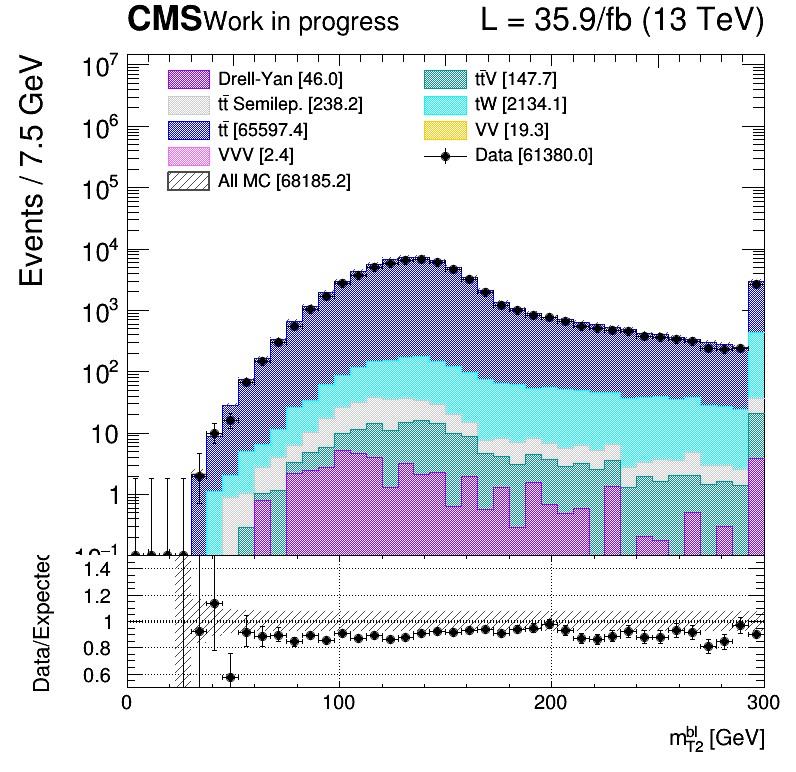 CMS Work in progress L = 35.9/fb (13 TeV)
Events / 7.5 GeV
10⁷
10⁶
10⁵
10⁴
10³
10²
10
1
10⁻¹
Drell-Yan [46.0]
tt̄ Semilep. [238.2]
tt̄ [65597.4]
VVV [2.4]
All MC [68185.2]
tt̄V [147.7]
tW [2134.1]
VV [19.3]
Data [61380.0]
Data/Expected
1.4
1.2
1
0.8
0.6
0 100 200 300
m_{T2}^{bl} [GeV]